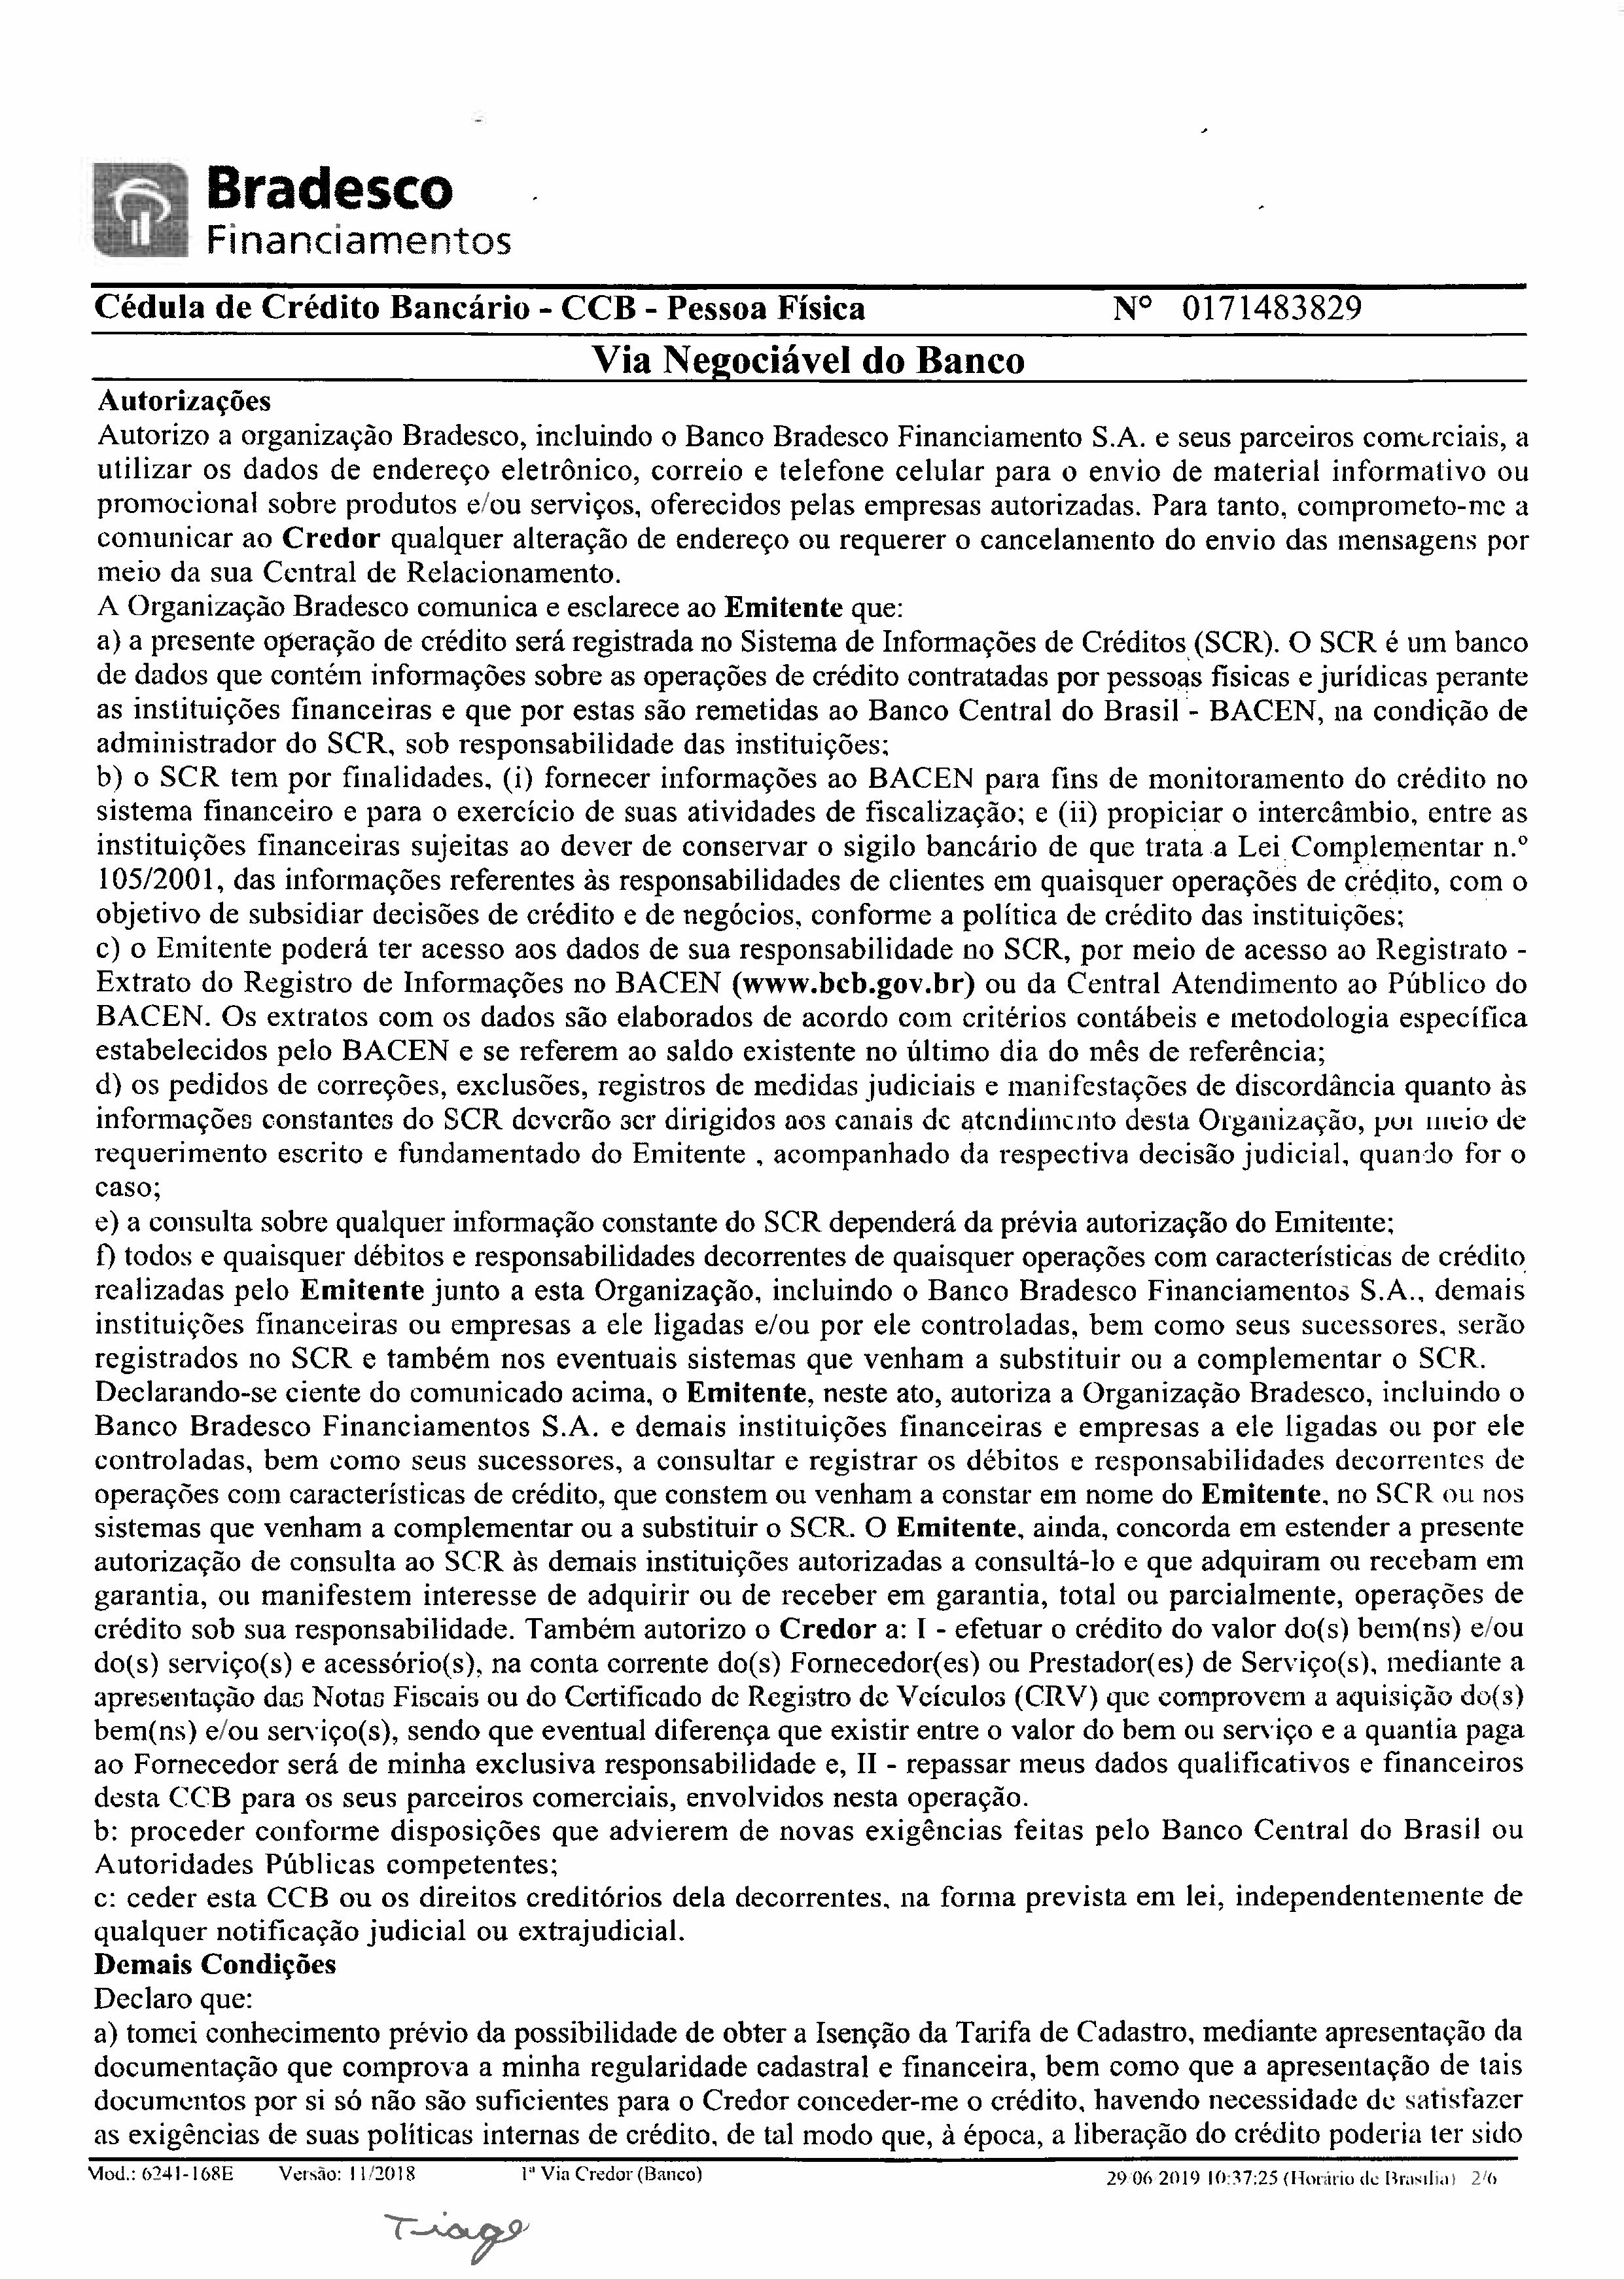 Bradesco
Financiamentos
Cédula de Crédito Bancário - CCB - Pessoa Física Nº 0171483829
Via Negociável do Banco
Autorizações
Autorizo a organização Bradesco, incluindo o Banco Bradesco Financiamento S.A. e seus parceiros comerciais, a
utilizar os dados de endereço eletrônico, correio e telefone celular para o envio de material informativo ou
promocional sobre produtos e/ou serviços, oferecidos pelas empresas autorizadas. Para tanto, comprometo-me a
comunicar ao Credor qualquer alteração de endereço ou requerer o cancelamento do envio das mensagens por
meio da sua Central de Relacionamento.
A Organização Bradesco comunica e esclarece ao Emitente que:
a) a presente operação de crédito será registrada no Sistema de Informações de Créditos (SCR). O SCR é um banco
de dados que contém informações sobre as operações de crédito contratadas por pessoas físicas e jurídicas perante
as instituições financeiras e que por estas são remetidas ao Banco Central do Brasil - BACEN, na condição de
administrador do SCR, sob responsabilidade das instituições;
b) o SCR tem por finalidades, (i) fornecer informações ao BACEN para fins de monitoramento do crédito no
sistema financeiro e para o exercício de suas atividades de fiscalização; e (ii) propiciar o intercâmbio, entre as
instituições financeiras sujeitas ao dever de conservar o sigilo bancário de que trata a Lei Complementar n.º
105/2001, das informações referentes às responsabilidades de clientes em quaisquer operações de crédito, com o
objetivo de subsidiar decisões de crédito e de negócios, conforme a política de crédito das instituições;
c) o Emitente poderá ter acesso aos dados de sua responsabilidade no SCR, por meio de acesso ao Registrato -
Extrato do Registro de Informações no BACEN (www.bcb.gov.br) ou da Central Atendimento ao Público do
BACEN. Os extratos com os dados são elaborados de acordo com critérios contábeis e metodologia específica
estabelecidos pelo BACEN e se referem ao saldo existente no último dia do mês de referência;
d) os pedidos de correções, exclusões, registros de medidas judiciais e manifestações de discordância quanto às
informações constantes do SCR deverão ser dirigidos aos canais de atendimento desta Organização, por meio de
requerimento escrito e fundamentado do Emitente , acompanhado da respectiva decisão judicial, quando for o
caso;
e) a consulta sobre qualquer informação constante do SCR dependerá da prévia autorização do Emitente;
f) todos e quaisquer débitos e responsabilidades decorrentes de quaisquer operações com características de crédito
realizadas pelo Emitente junto a esta Organização, incluindo o Banco Bradesco Financiamentos S.A., demais
instituições financeiras ou empresas a ele ligadas e/ou por ele controladas, bem como seus sucessores, serão
registrados no SCR e também nos eventuais sistemas que venham a substituir ou a complementar o SCR.
Declarando-se ciente do comunicado acima, o Emitente, neste ato, autoriza a Organização Bradesco, incluindo o
Banco Bradesco Financiamentos S.A. e demais instituições financeiras e empresas a ele ligadas ou por ele
controladas, bem como seus sucessores, a consultar e registrar os débitos e responsabilidades decorrentes de
operações com características de crédito, que constem ou venham a constar em nome do Emitente, no SCR ou nos
sistemas que venham a complementar ou a substituir o SCR. O Emitente, ainda, concorda em estender a presente
autorização de consulta ao SCR às demais instituições autorizadas a consultá-lo e que adquiram ou recebam em
garantia, ou manifestem interesse de adquirir ou de receber em garantia, total ou parcialmente, operações de
crédito sob sua responsabilidade. Também autorizo o Credor a: I - efetuar o crédito do valor do(s) bem(ns) e/ou
do(s) serviço(s) e acessório(s), na conta corrente do(s) Fornecedor(es) ou Prestador(es) de Serviço(s), mediante a
apresentação das Notas Fiscais ou do Certificado de Registro de Veículos (CRV) que comprovem a aquisição do(s)
bem(ns) e/ou serviço(s), sendo que eventual diferença que existir entre o valor do bem ou serviço e a quantia paga
ao Fornecedor será de minha exclusiva responsabilidade e, II - repassar meus dados qualificativos e financeiros
desta CCB para os seus parceiros comerciais, envolvidos nesta operação.
b: proceder conforme disposições que advierem de novas exigências feitas pelo Banco Central do Brasil ou
Autoridades Públicas competentes;
c: ceder esta CCB ou os direitos creditórios dela decorrentes, na forma prevista em lei, independentemente de
qualquer notificação judicial ou extrajudicial.
Demais Condições
Declaro que:
a) tomei conhecimento prévio da possibilidade de obter a Isenção da Tarifa de Cadastro, mediante apresentação da
documentação que comprova a minha regularidade cadastral e financeira, bem como que a apresentação de tais
documentos por si só não são suficientes para o Credor conceder-me o crédito, havendo necessidade de satisfazer
as exigências de suas políticas internas de crédito, de tal modo que, à época, a liberação do crédito poderia ter sido
Mod.: 6241-168E Versão: 11/2018 1ª Via Credor (Banco) 29/06/2019 10:37:25 (Horário de Brasília) 2/6
Tiago